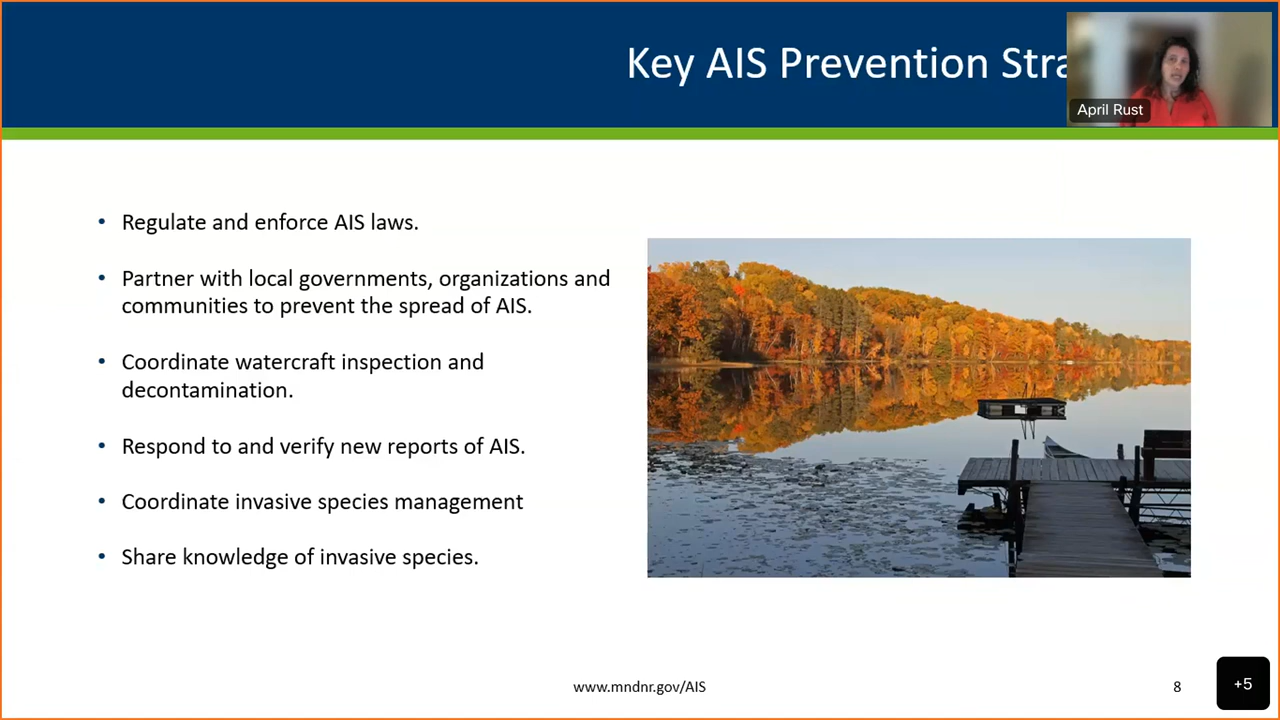 Key AIS Prevention
April Rust
• Regulate and enforce AIS laws.
• Partner with local governments, organizations and
communities to prevent the spread of AIS.
• Coordinate watercraft inspection and
decontamination.
• Respond to and verify new reports of AIS.
• Coordinate invasive species management
• Share knowledge of invasive species.
www.mndnr.gov/AIS
8
+5